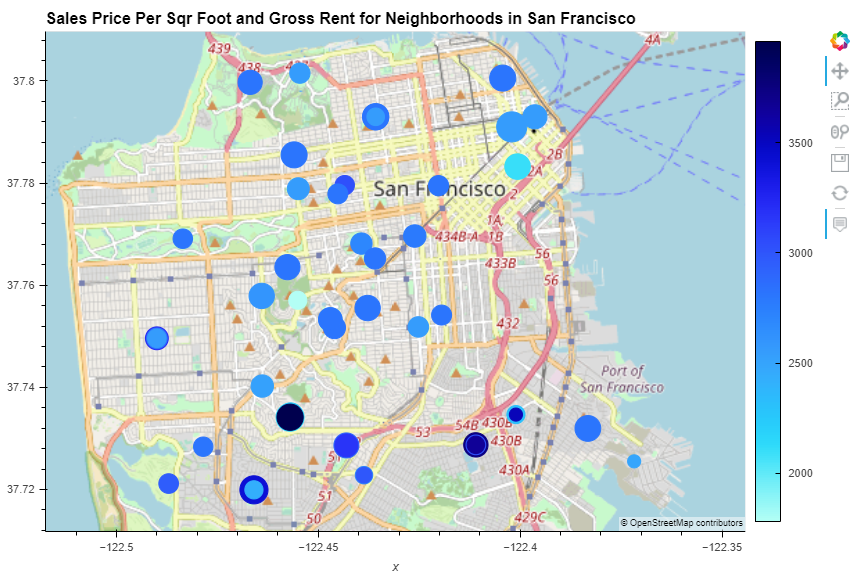 Sales Price Per Sqr Foot and Gross Rent for Neighborhoods in San Francisco
37.8
37.78
37.76
37.74
37.72
439
438
4A
2B
2A
2
San Francisco
1A
434B-A
1B
433B
56
56
432
Port of
San Francisco
53
54B
430B
430B
430A
51
50
429C
© OpenStreetMap contributors
−122.5
−122.45
−122.4
−122.35
x
3500
3000
2500
2000